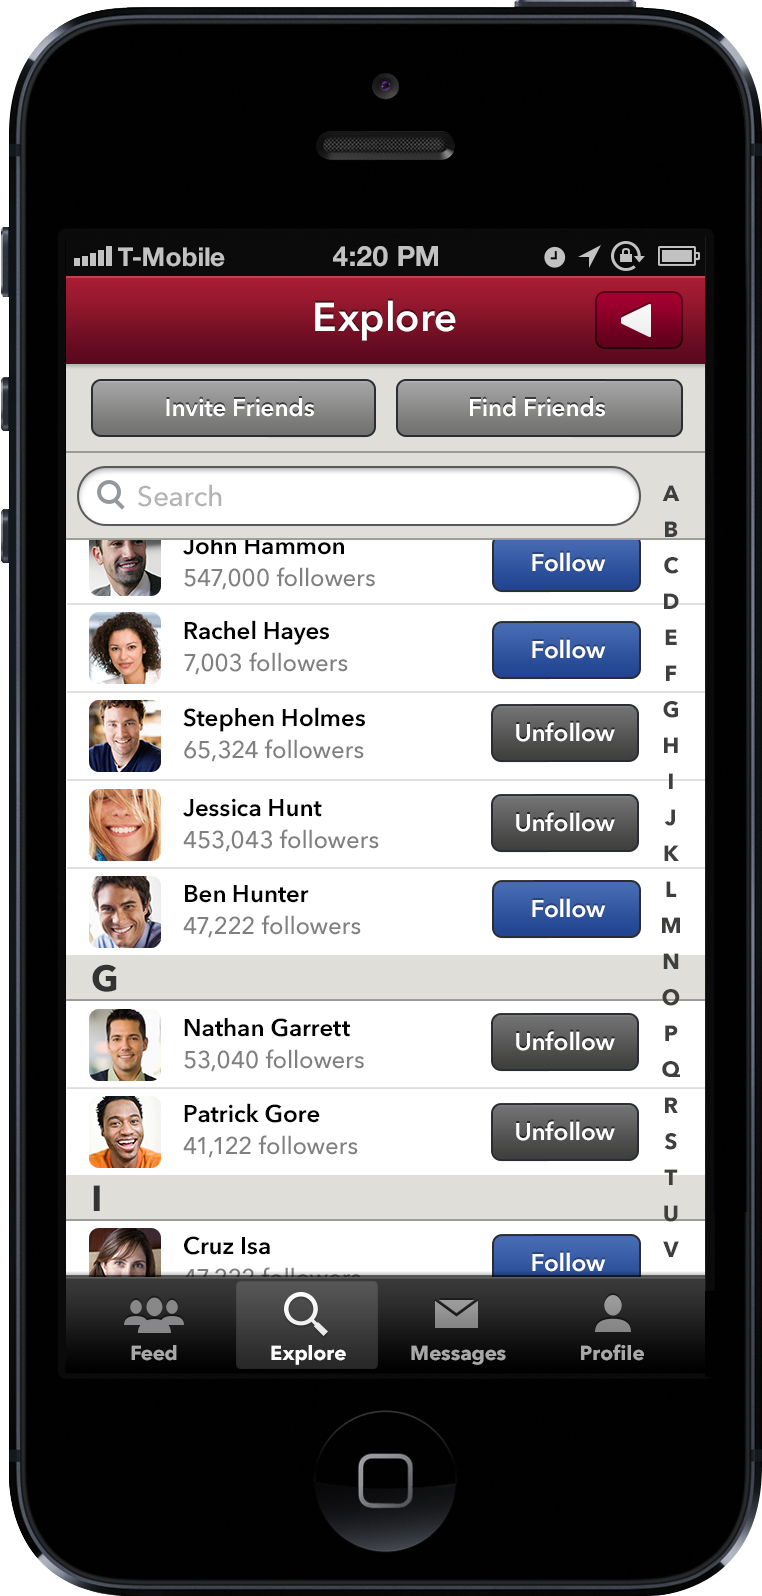 T-Mobile 4:20 PM
Explore
Invite Friends Find Friends
Search
A
B
John Hammon
547,000 followers
Follow
C
D
Rachel Hayes
7,003 followers
Follow
E
F
Stephen Holmes
65,324 followers
Unfollow
G
H
I
Jessica Hunt
453,043 followers
Unfollow
J
K
Ben Hunter
47,222 followers
Follow
L
M
N
G
O
Nathan Garrett
53,040 followers
Unfollow
P
Q
Patrick Gore
41,122 followers
Unfollow
R
S
T
I
U
Cruz Isa
Follow
V
Feed Explore Messages Profile